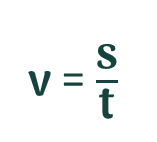 v = s/t